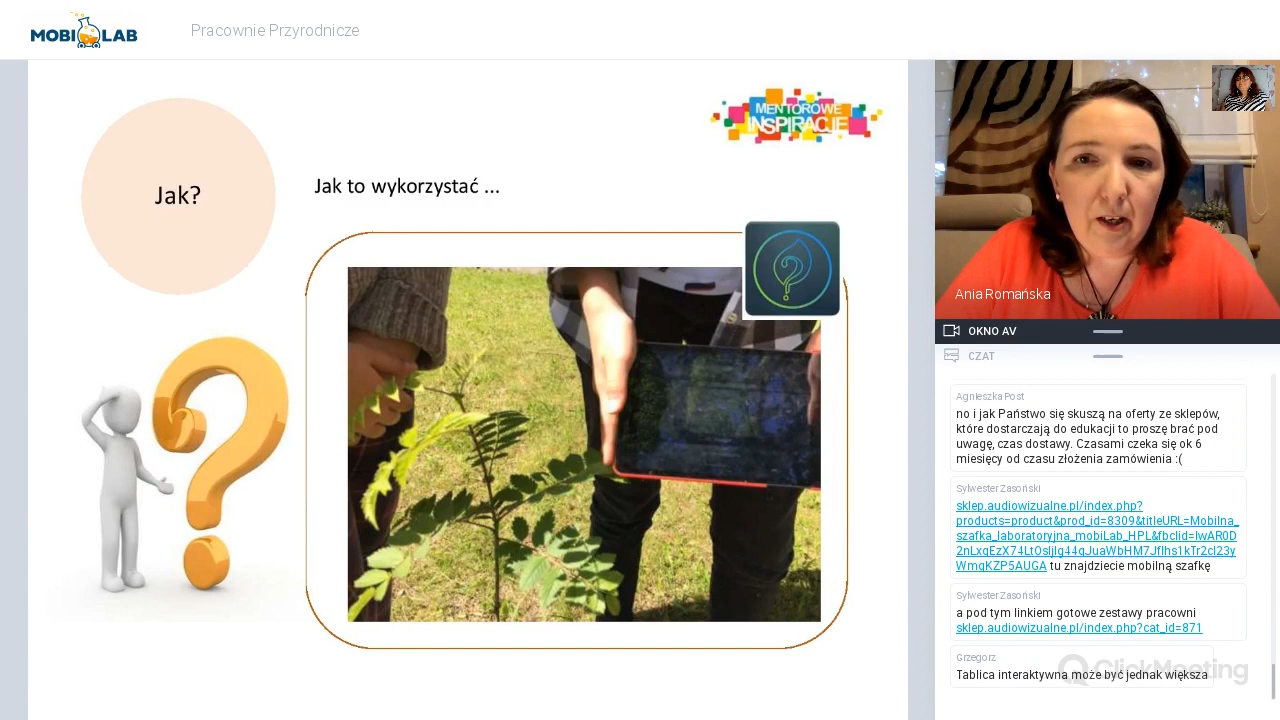 MOBI LAB
Pracownie Przyrodnicze
MENTOROWE
INSPIRACJE
Jak?
Jak to wykorzystać ...
Ania Romańska
OKNO AV
CZAT
Agnieszka Post
no i jak Państwo się skuszą na oferty ze sklepów,
które dostarczają do edukacji to proszę brać pod
uwagę, czas dostawy. Czasami czeka się ok 6
miesięcy od czasu złożenia zamówienia :(
Sylwester Zasoński
sklep.audiowizualne.pl/index.php?
products=product&prod_id=8309&titleURL=Mobilna_
szafka_laboratoryjna_mobiLab_HPL&fbclid=IwAR0D
tu znajdziecie mobilną szafkę
Sylwester Zasoński
a pod tym linkiem gotowe zestawy pracowni
sklep.audiowizualne.pl/index.php?cat_id=871
Grzegorz
Tablica interaktywna może być jednak większa
ClickMeeting